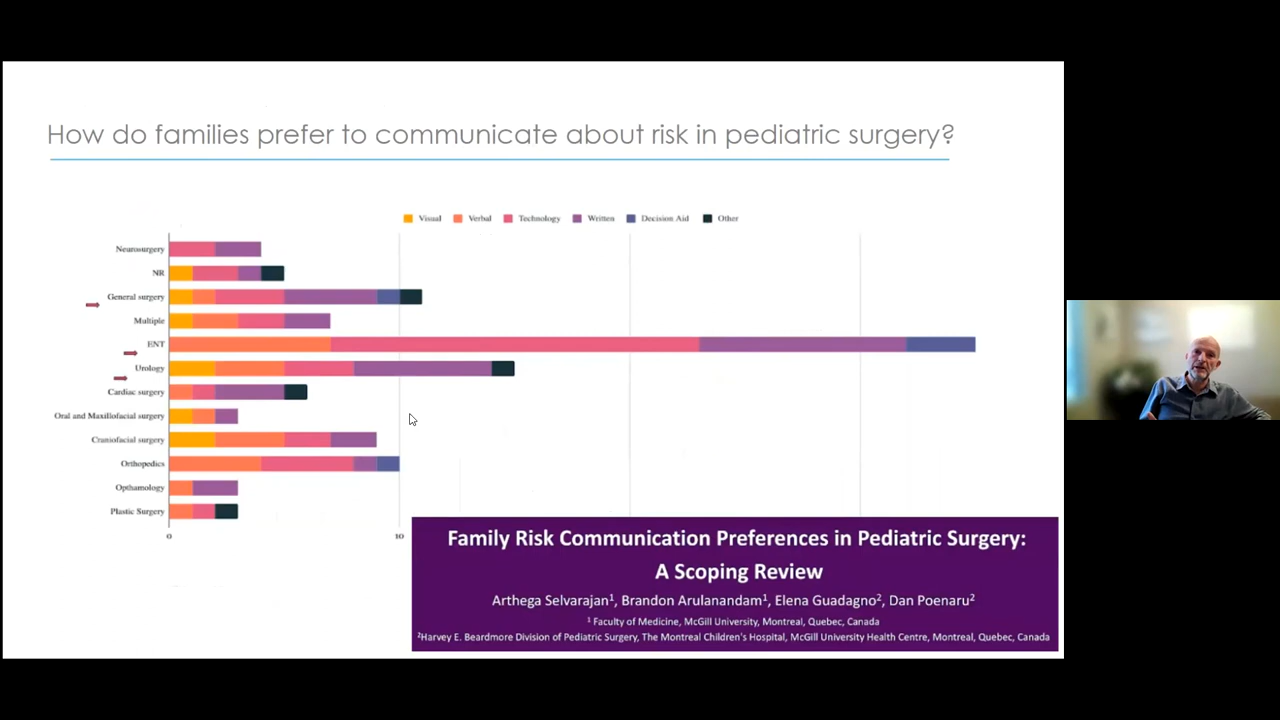 How do families prefer to communicate about risk in pediatric surgery?
Visual Verbal Technology Written Decision Aid Other
Neurosurgery
NR
General surgery
Multiple
ENT
Urology
Cardiac surgery
Oral and Maxillofacial surgery
Craniofacial surgery
Orthopedics
Opthamology
Plastic Surgery
0 10
Family Risk Communication Preferences in Pediatric Surgery:
A Scoping Review
Arthega Selvarajan¹, Brandon Arulanandam¹, Elena Guadagno², Dan Poenaru²
¹ Faculty of Medicine, McGill University, Montreal, Quebec, Canada
²Harvey E. Beardmore Division of Pediatric Surgery, The Montreal Children's Hospital, McGill University Health Centre, Montreal, Quebec, Canada